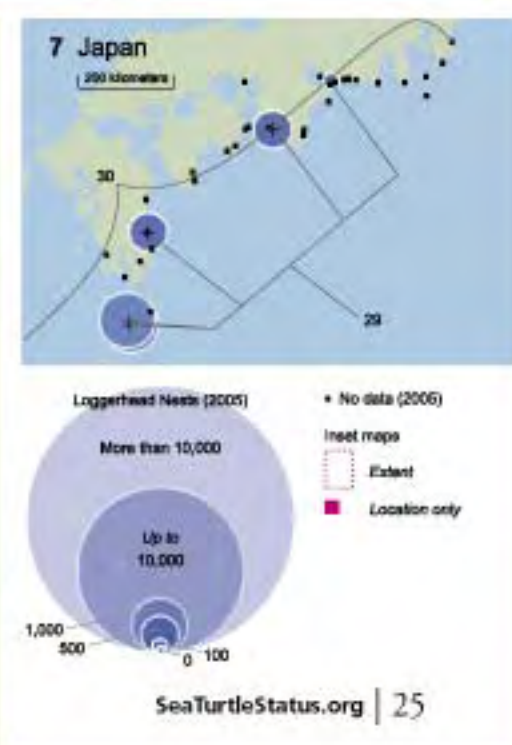 7 Japan
200 kilometers
30
29
Loggerhead Nests (2005)
More than 10,000
Up to
10,000
1,000
500
0
100
• No data (2005)
Inset maps
Extent
Location only
SeaTurtleStatus.org | 25